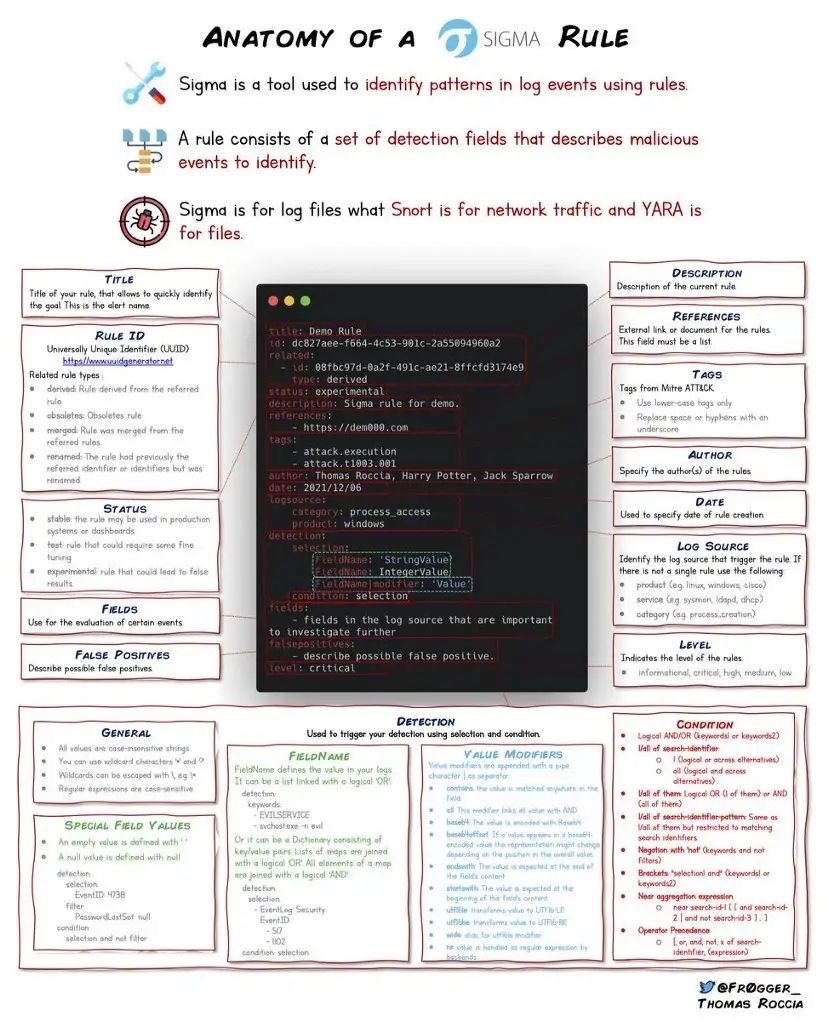 ANATOMY OF A SIGMA RULE
Sigma is a tool used to identify patterns in log events using rules.
A rule consists of a set of detection fields that describes malicious
events to identify.
Sigma is for log files what Snort is for network traffic and YARA is
for files.
TITLE
Title of your rule, that allows to quickly identify
the goal. This is the alert name.
RULE ID
Universally Unique Identifier (UUID)
https://www.uuidgenerator.net
Related rule types :
derived: Rule derived from the referred
rule
obsoletes: Obsoletes rule
merged: Rule was merged from the
referred rules.
renamed: The rule had previously the
referred identifier or identifiers but was
renamed
STATUS
stable: the rule may be used in production
systems or dashboards
test: rule that could require some fine
tuning
experimental: rule that could lead to false
results.
FIELDS
Use for the evaluation of certain events
FALSE POSITIVES
Describe possible false positives.
title: Demo Rule
id: dc827aee-f664-4c53-901c-2a55094960a2
related:
- id: 08fbc97d-0a2f-491c-ae21-8ffcfd3174e9
type: derived
status: experimental
description: Sigma rule for demo.
references:
- https://dem000.com
tags:
- attack.execution
- attack.t1003.001
author: Thomas Roccia, Harry Potter, Jack Sparrow
date: 2021/12/06
logsource:
category: process_access
product: windows
detection:
selection:
FieldName: 'StringValue'
FieldName: IntegerValue
FieldName|modifier: 'Value'
condition: selection
fields:
- fields in the log source that are important
to investigate further
falsepositives:
- describe possible false positive.
level: critical
DESCRIPTION
Description of the current rule.
REFERENCES
External link or document for the rules.
This field must be a list.
TAGS
Tags from Mitre ATT&CK
Use lower-case tags only
Replace space or hyphens with an
underscore
AUTHOR
Specify the author(s) of the rules.
DATE
Used to specify date of rule creation.
LOG SOURCE
Identify the log source that trigger the rule. If
there is not a single rule use the following:
product (e.g. linux, windows, cisco)
service (e.g. sysmon, ldapd, dhcp)
category (e.g. process_creation)
LEVEL
Indicates the level of the rules.
informational, critical, high, medium, low
DETECTION
Used to trigger your detection using selection and condition.
GENERAL
All values are case-insensitive strings
You can use wildcard characters '*' and '?'
Wildcards can be escaped with \, e.g. \*
Regular expressions are case-sensitive
SPECIAL FIELD VALUES
An empty value is defined with ' '
A null value is defined with null
detection:
selection:
EventID: 4738
filter:
PasswordLastSet: null
condition:
selection and not filter
FIELDNAME
FieldName defines the value in your logs.
It can be a list linked with a logical 'OR'.
detection:
keywords:
- EVILSERVICE
- svchost.exe -n evil
Or it can be a Dictionary consisting of
key/value pairs. Lists of maps are joined
with a logical 'OR'. All elements of a map
are joined with a logical 'AND'.
detection:
selection:
- EventLog: Security
EventID:
- 517
- 1102
condition: selection
VALUE MODIFIERS
Value modifiers are appended with a pipe
character | as separator
contains: the value is matched anywhere in the
field.
all: This modifier links all value with AND
base64: The value is encoded with Base64
base64offset: If a value appears in a base64-
encoded value the representation might change
depending on the position in the overall value.
endswith: The value is expected at the end of
the field's content
startswith: The value is expected at the
beginning of the field's content
utf16le: transforms value to UTF16-LE
utf16be: transforms value to UTF16-BE
wide: alias for utf16le modifier
re: value is handled as regular expression by
backends
CONDITION
Logical AND/OR (keywords1 or keywords2)
1/all of search-identifier
1 (logical or across alternatives)
all (logical and across
alternatives)
1/all of them: Logical OR (1 of them) or AND
(all of them)
1/all of search-identifier-pattern: Same as
1/all of them but restricted to matching
search identifiers.
Negation with 'not' (keywords and not
filters)
Brackets: "selection1 and" (keywords1 or
keywords2)
Near aggregation expression
near search-id-1 [ [ and search-id-
2 | and not search-id-3 ] . ]
Operator Precedence
|, or, and, not, x of search-
identifier, (expression)
@FR0GGER_
THOMAS ROCCIA